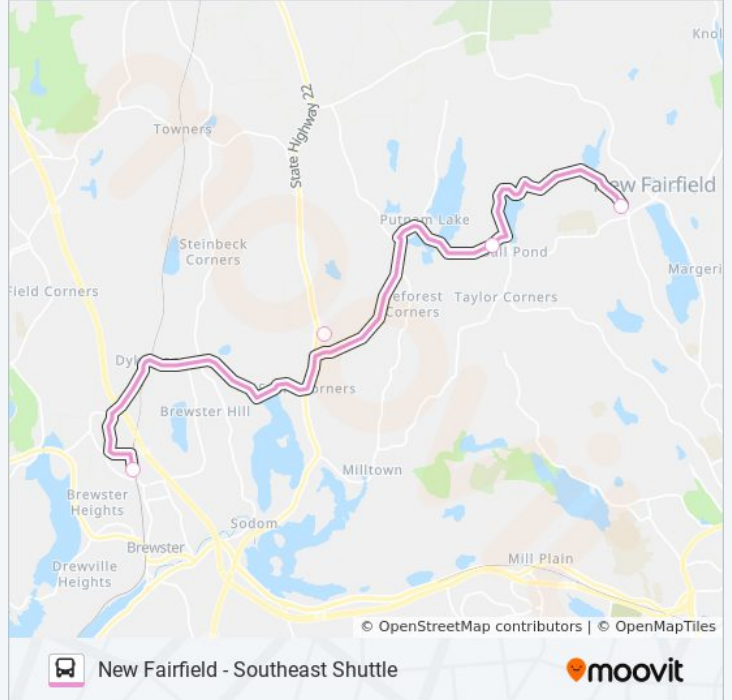 Knol
Towners
State Highway 22
New Fairfield
Putnam Lake
Steinbeck
Corners
Ball Pond
Margeri
Field Corners
eforest
Corners
Taylor Corners
Dyk
orners
Brewster Hill
Milltown
Brewster
Heights
Sodom
Brewster
Mill Plain
Drewville
Heights
© OpenStreetMap contributors | © OpenMapTiles
New Fairfield - Southeast Shuttle
moovit